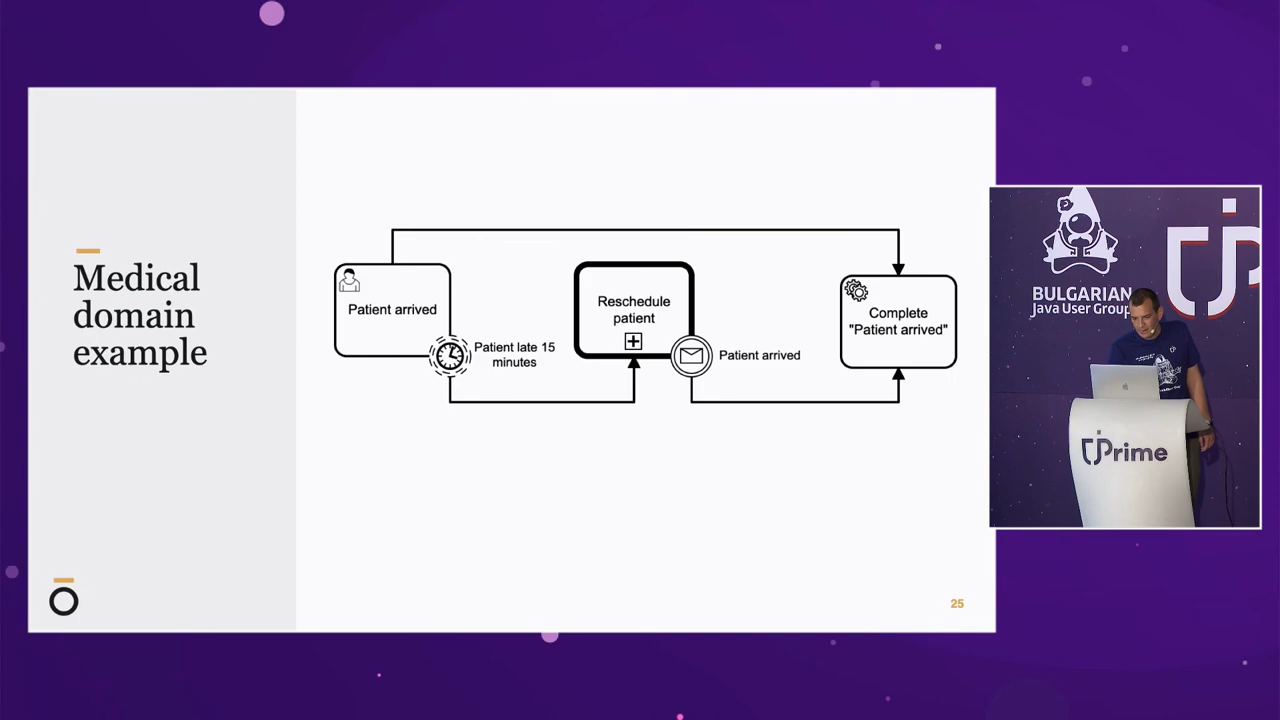 Medical
domain
example
Patient arrived
Patient late 15
minutes
Reschedule
patient
Patient arrived
Complete
"Patient arrived"
25
BULGARIAN
Java User Group
JPrime